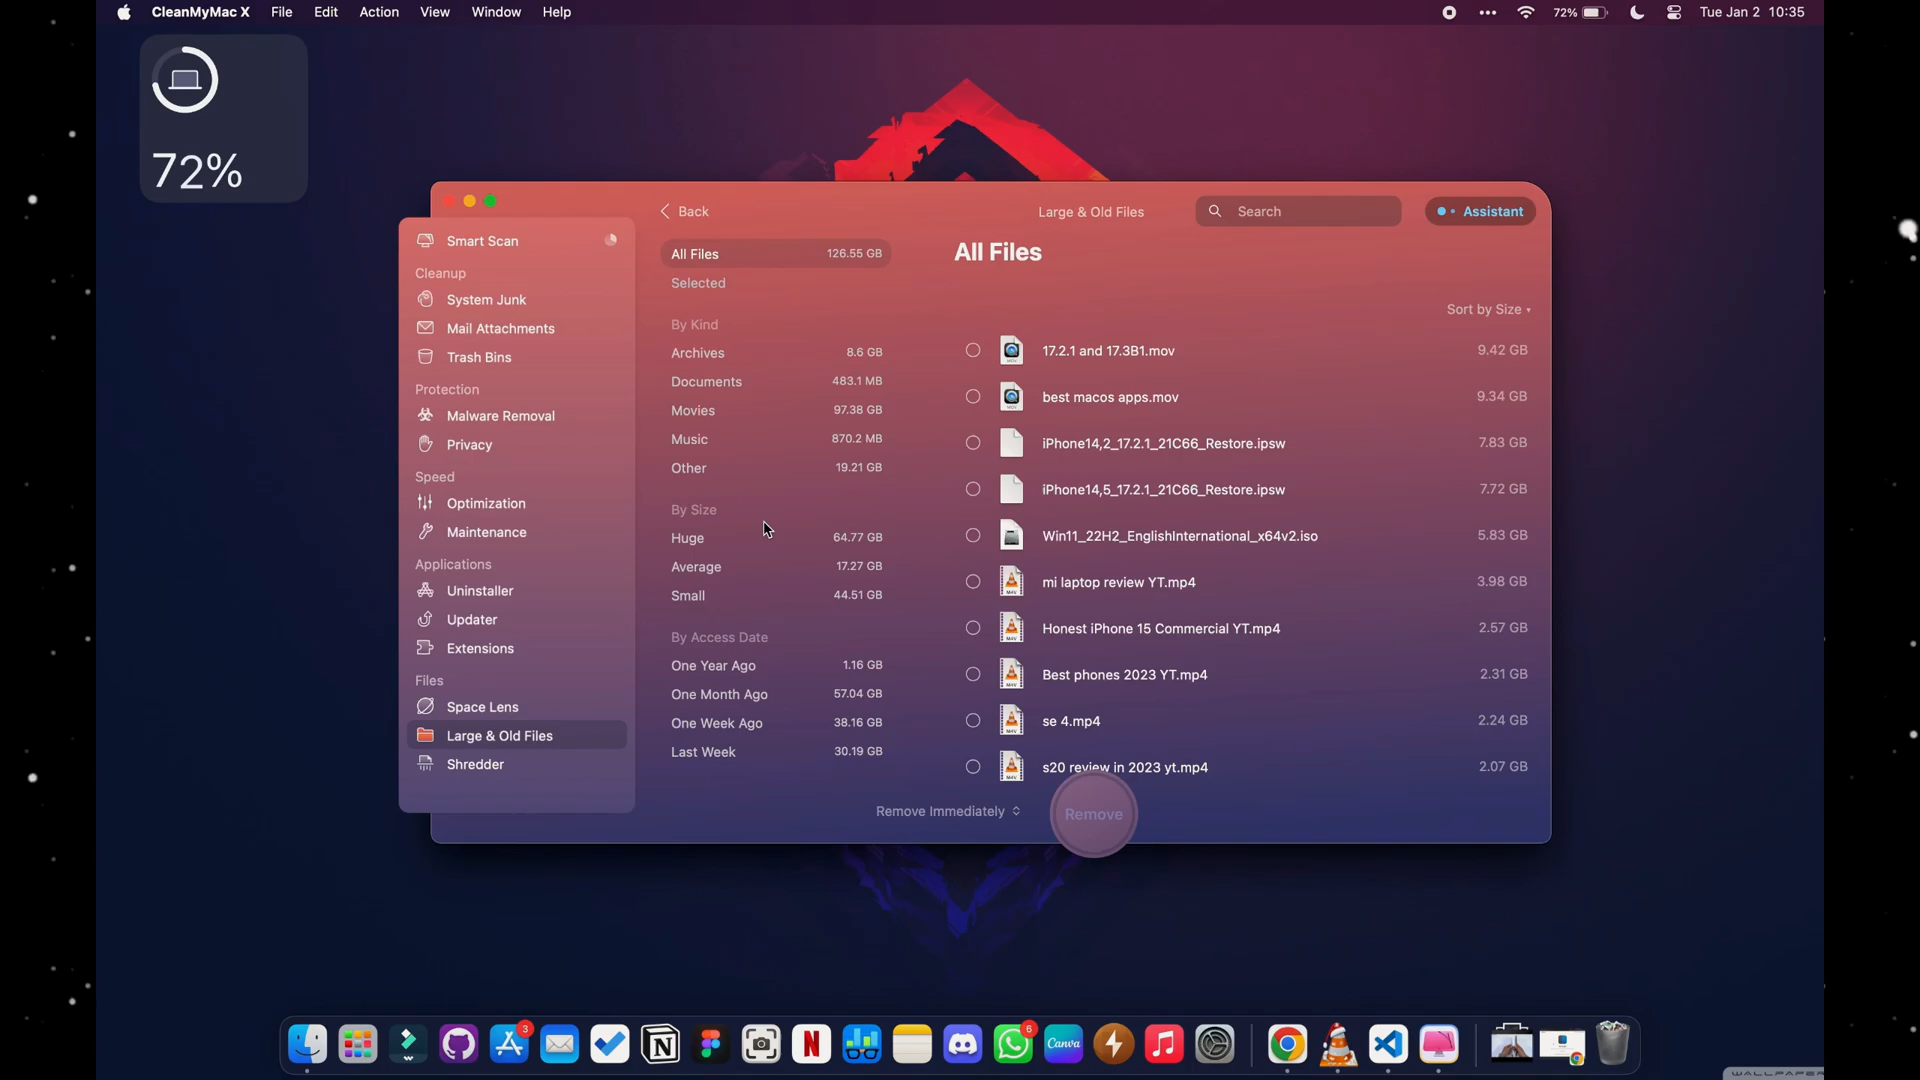 CleanMyMac X File Edit Action View Window Help
72% Tue Jan 2 10:35
72%
Back
Large & Old Files
Search
Assistant
Smart Scan
Cleanup
System Junk
Mail Attachments
Trash Bins
Protection
Malware Removal
Privacy
Speed
Optimization
Maintenance
Applications
Uninstaller
Updater
Extensions
Files
Space Lens
Large & Old Files
Shredder
All Files 126.55 GB
Selected
By Kind
Archives 8.6 GB
Documents 483.1 MB
Movies 97.38 GB
Music 870.2 MB
Other 19.21 GB
By Size
Huge 64.77 GB
Average 17.27 GB
Small 44.51 GB
By Access Date
One Year Ago 1.16 GB
One Month Ago 57.04 GB
One Week Ago 38.16 GB
Last Week 30.19 GB
All Files
Sort by Size
17.2.1 and 17.3B1.mov 9.42 GB
best macos apps.mov 9.34 GB
iPhone14,2_17.2.1_21C66_Restore.ipsw 7.83 GB
iPhone14,5_17.2.1_21C66_Restore.ipsw 7.72 GB
Win11_22H2_EnglishInternational_x64v2.iso 5.83 GB
mi laptop review YT.mp4 3.98 GB
Honest iPhone 15 Commercial YT.mp4 2.57 GB
Best phones 2023 YT.mp4 2.31 GB
se 4.mp4 2.24 GB
s20 review in 2023 yt.mp4 2.07 GB
Remove Immediately
Remove
3
6
Canva